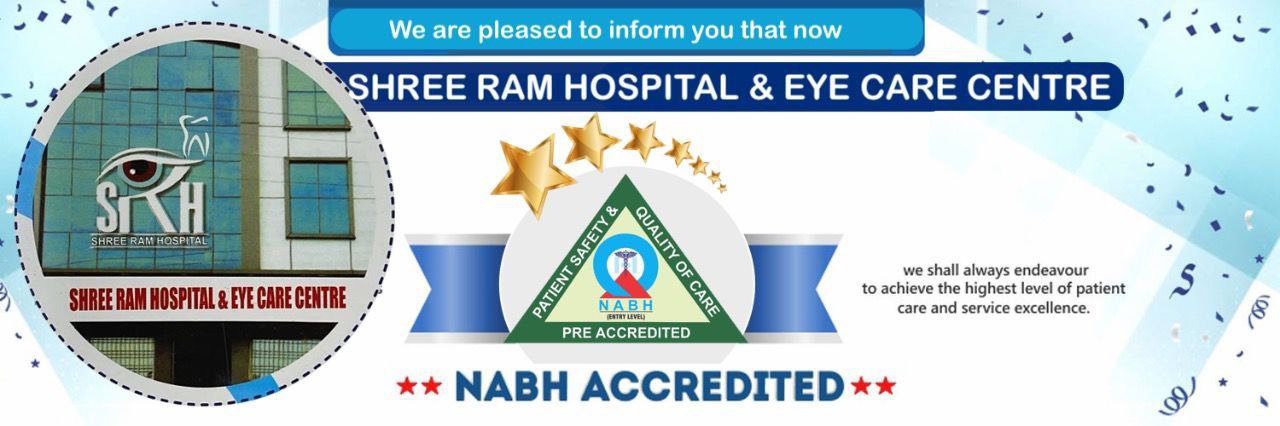 We are pleased to inform you that now
SHREE RAM HOSPITAL & EYE CARE CENTRE
SRH
SHREE RAM HOSPITAL
SHREE RAM HOSPITAL & EYE CARE CENTRE
PATIENT SAFETY &
QUALITY OF CARE
NABH
(ENTRY LEVEL)
PRE ACCREDITED
we shall always endeavour
to achieve the highest level of patient
care and service excellence.
NABH ACCREDITED